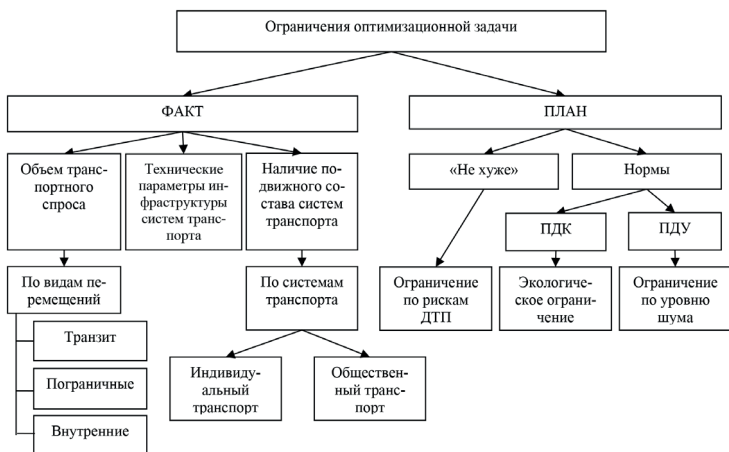 Ограничения оптимизационной задачи
ФАКТ
ПЛАН
Объем транс-
портного
спроса
Технические
параметры ин-
фраструктуры
систем транс-
порта
Наличие по-
движного со-
става систем
транспорта
«Не хуже»
Нормы
ПДК
ПДУ
По видам пе-
ремещений
По системам
транспорта
Ограничение
по рискам
ДТП
Экологиче-
ское ограни-
чение
Ограничение
по уровню
шума
Транзит
Пограничные
Внутренние
Индивиду-
альный
транспорт
Обществен-
ный транс-
порт